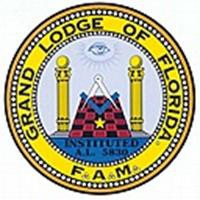 GRAND LODGE OF FLORIDA
INSTITUTED
A.L. 5830
F. & A. M.